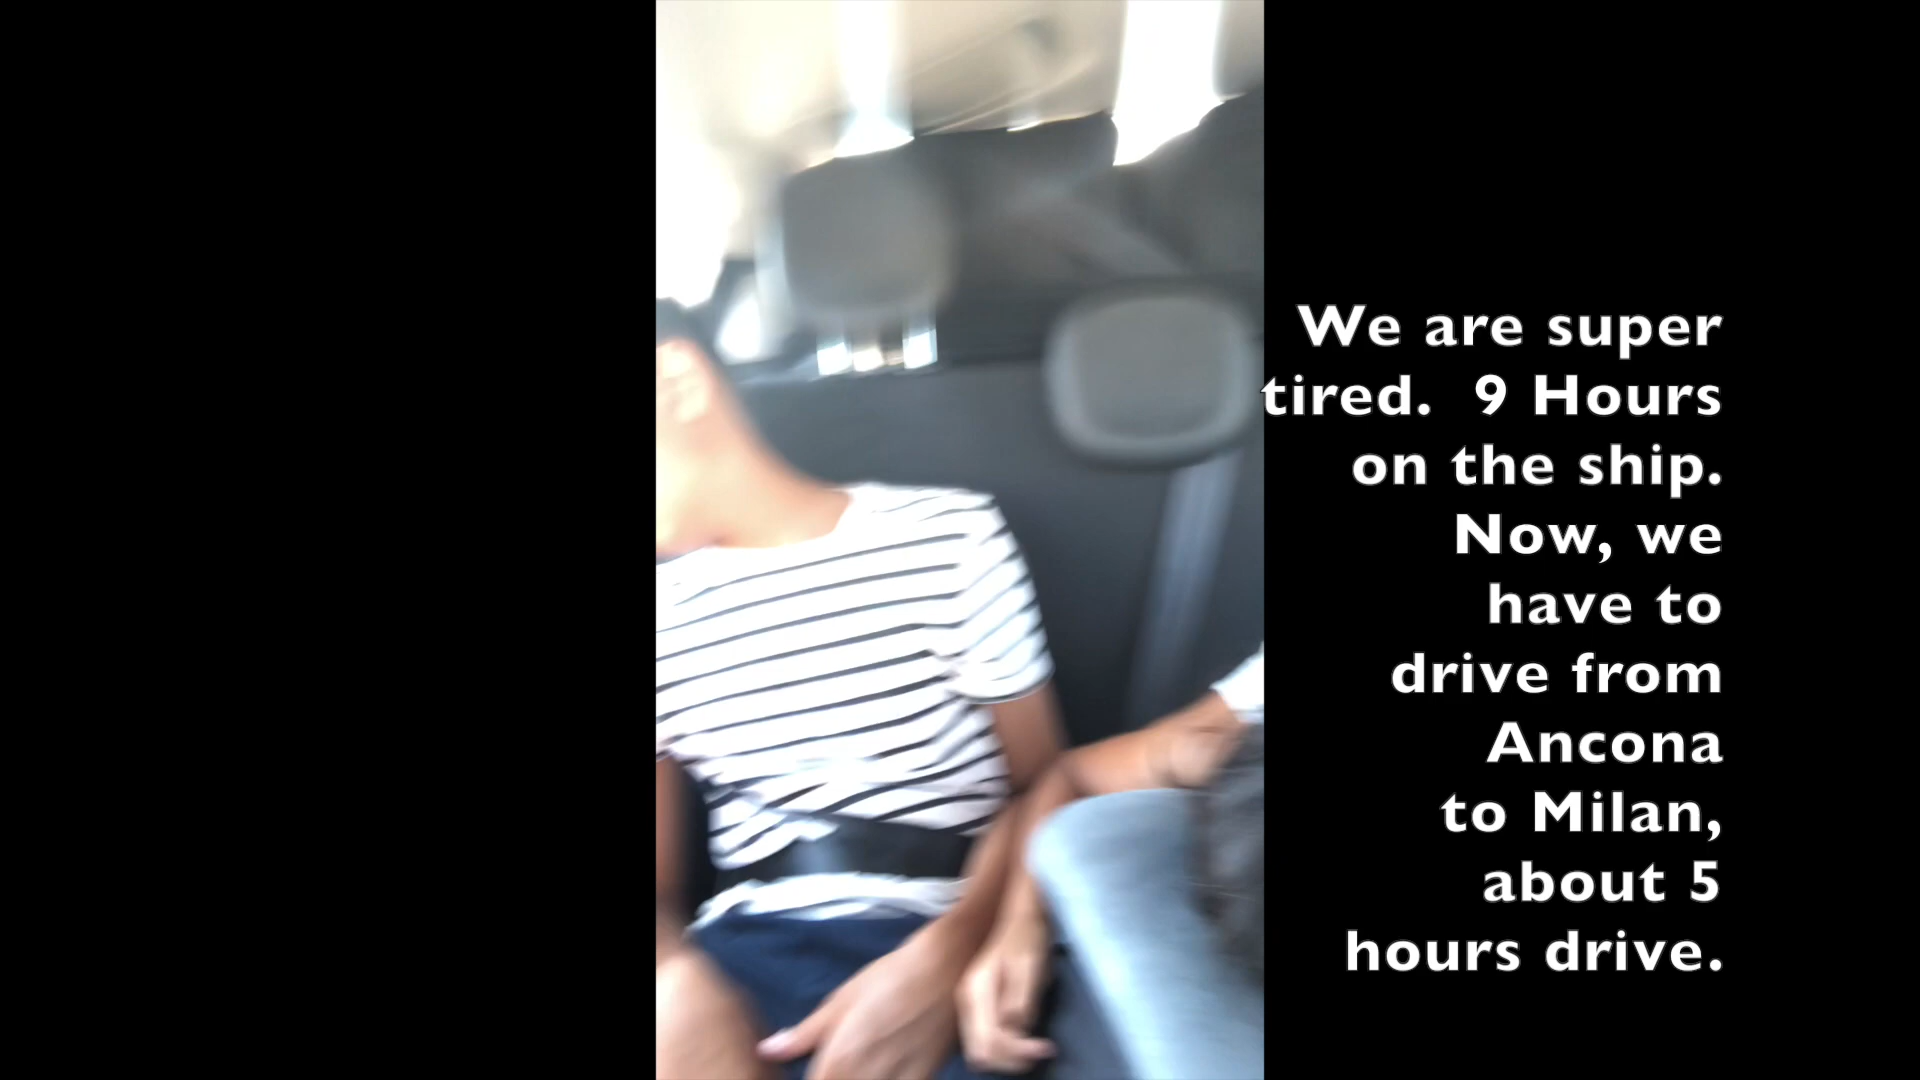 We are super
tired.  9 Hours
on the ship.
Now, we
have to
drive from
Ancona
to Milan,
about 5
hours drive.